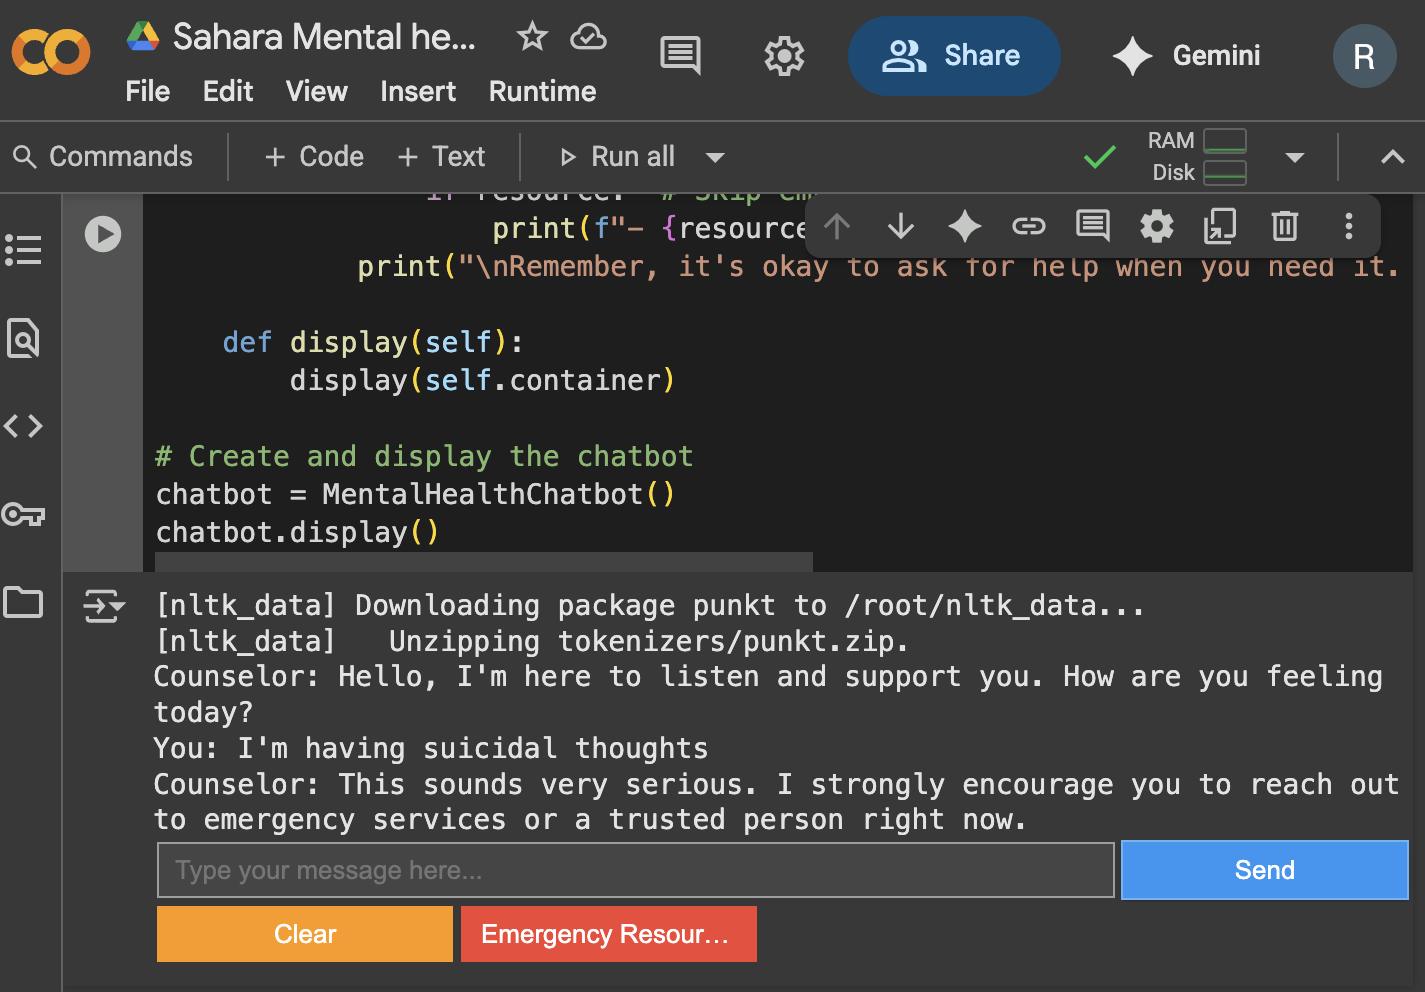 Sahara Mental he...
File Edit View Insert Runtime
Share
Gemini
R
Commands
+ Code + Text
Run all
RAM
Disk
print(f"– {resource
print("\nRemember, it's okay to ask for help when you need it.
def display(self):
display(self.container)
# Create and display the chatbot
chatbot = MentalHealthChatbot()
chatbot.display()
[nltk_data] Downloading package punkt to /root/nltk_data...
[nltk_data]   Unzipping tokenizers/punkt.zip.
Counselor: Hello, I'm here to listen and support you. How are you feeling
today?
You: I'm having suicidal thoughts
Counselor: This sounds very serious. I strongly encourage you to reach out
to emergency services or a trusted person right now.
Type your message here...
Send
Clear
Emergency Resour...